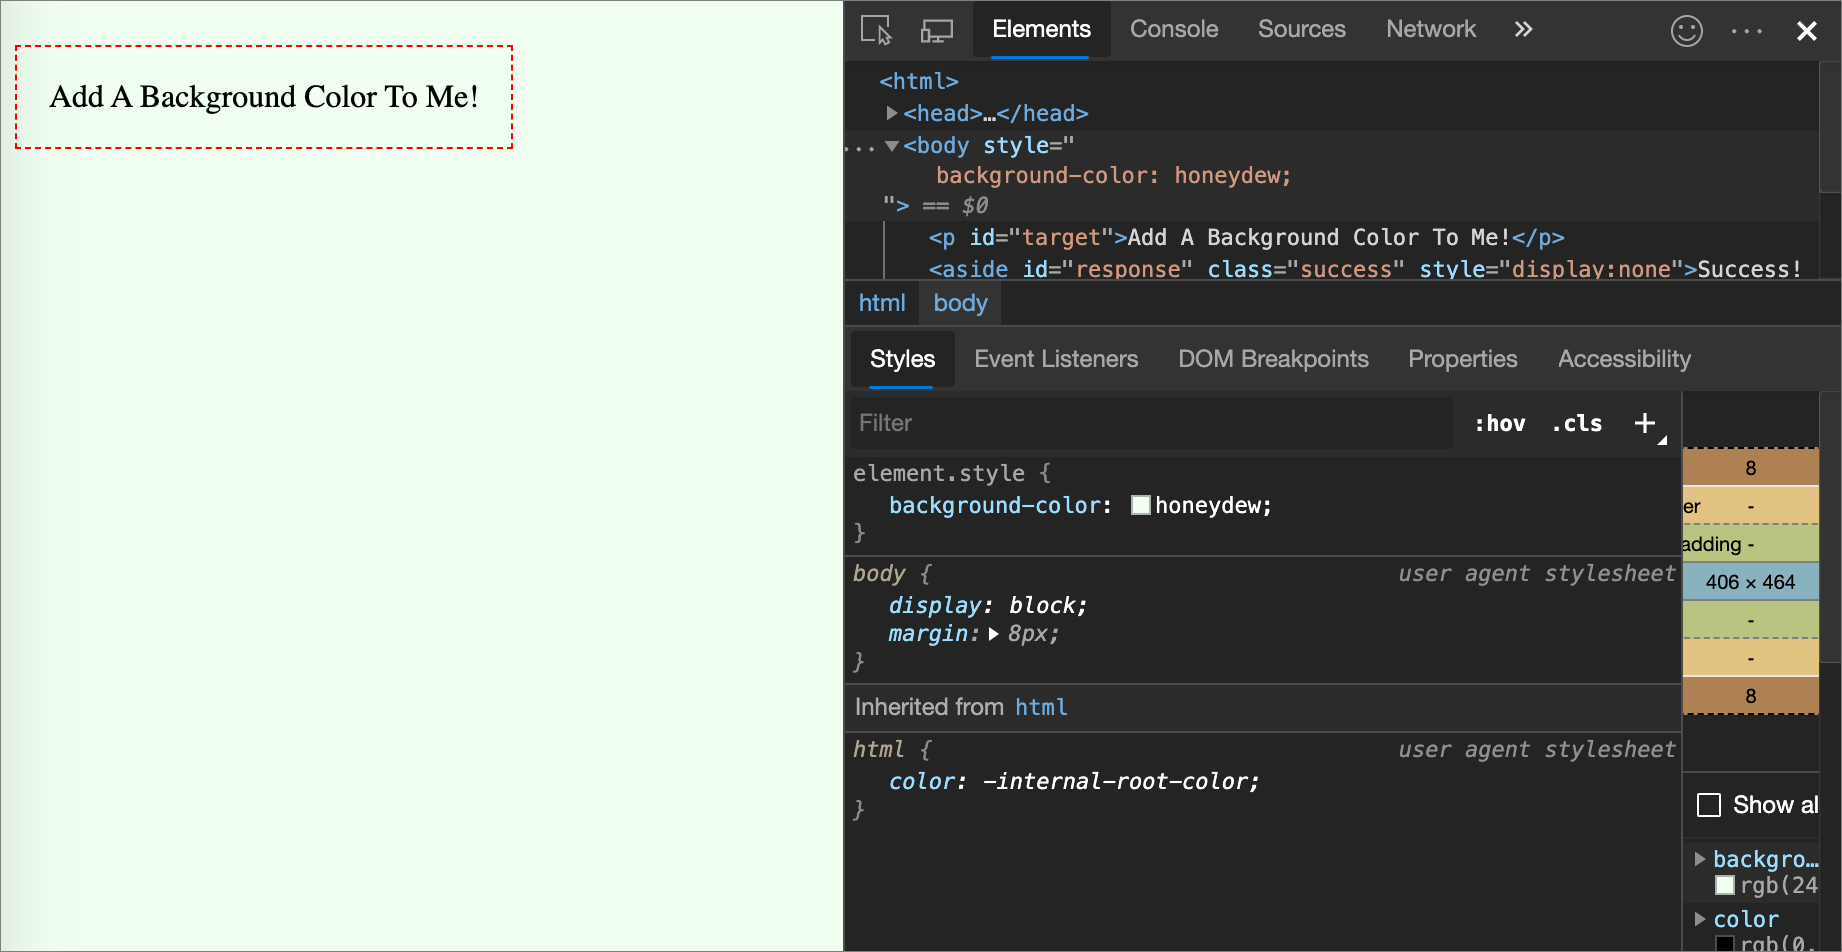 Add A Background Color To Me!
Elements Console Sources Network
<html>
<head>…</head>
... <body style="
background-color: honeydew;
"> == $0
<p id="target">Add A Background Color To Me!</p>
<aside id="response" class="success" style="display:none">Success!
html body
Styles Event Listeners DOM Breakpoints Properties Accessibility
Filter :hov .cls +
element.style {
background-color: honeydew;
}
body { user agent stylesheet
display: block;
margin: 8px;
}
Inherited from html
html { user agent stylesheet
color: -internal-root-color;
}
8
er -
adding -
406 × 464
-
-
8
Show al
backgro…
rgb(24
color
rgb(0,